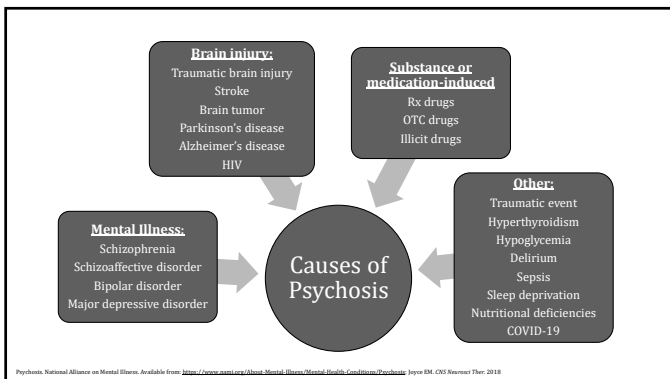 Brain injury:
Traumatic brain injury
Stroke
Brain tumor
Parkinson's disease
Alzheimer's disease
HIV
Substance or
medication-induced
Rx drugs
OTC drugs
Illicit drugs
Mental Illness:
Schizophrenia
Schizoaffective disorder
Bipolar disorder
Major depressive disorder
Causes of
Psychosis
Other:
Traumatic event
Hyperthyroidism
Hypoglycemia
Delirium
Sepsis
Sleep deprivation
Nutritional deficiencies
COVID-19
Psychosis. National Alliance on Mental Illness. Available from: https://www.nami.org/About-Mental-Illness/Mental-Health-Conditions/Psychosis; Joyce EM. CNS Neurosci Ther. 2018